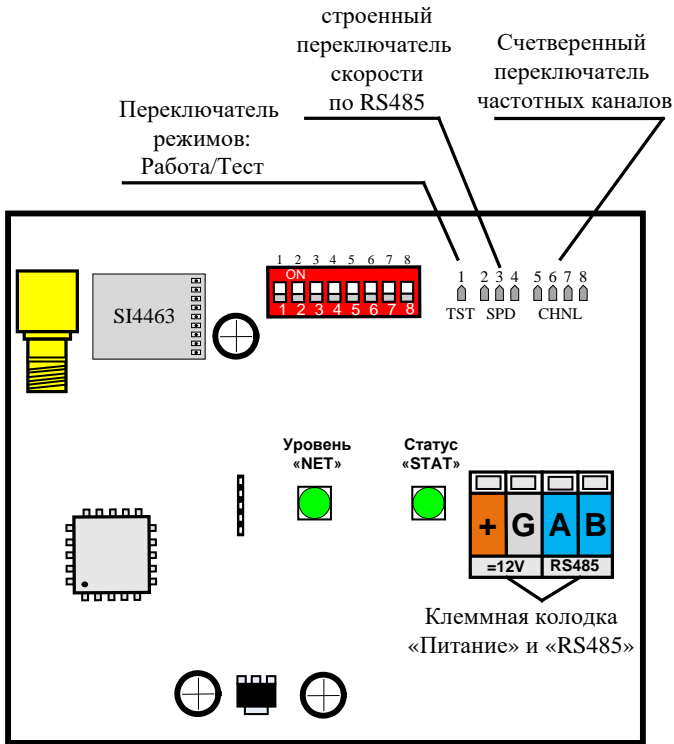 строенный
переключатель
скорости
по RS485
Счетверенный
переключатель
частотных каналов
Переключатель
режимов:
Работа/Тест
1 2 3 4 5 6 7 8
ON
1 2 3 4 5 6 7 8
1 2 3 4 5 6 7 8
TST SPD CHNL
SI4463
Уровень
«NET»
Статус
«STAT»
+ G A B
=12V RS485
Клеммная колодка
«Питание» и «RS485»